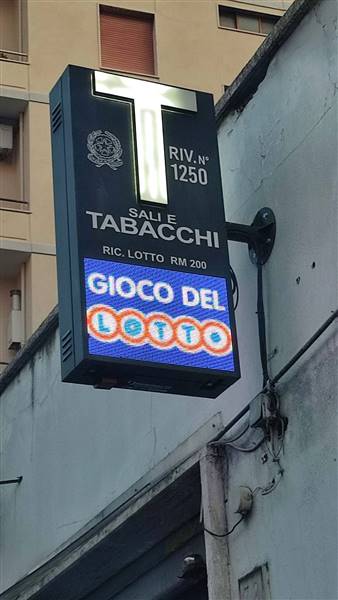 T
RIV. N°
1250
SALI E
TABACCHI
RIC. LOTTO RM 200
GIOCO DEL
LOTTO